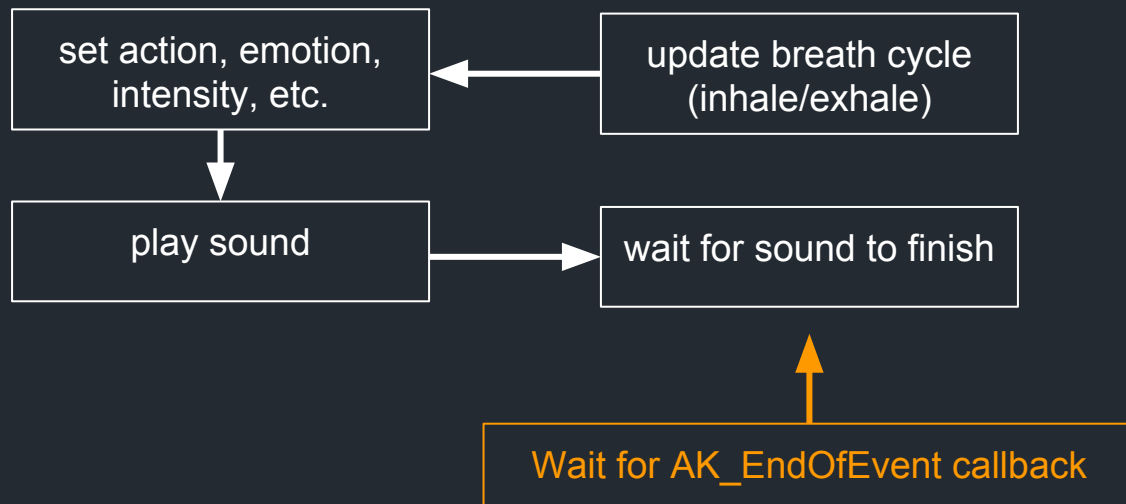 set action, emotion,
intensity, etc.
update breath cycle
(inhale/exhale)
play sound
wait for sound to finish
Wait for AK_EndOfEvent callback